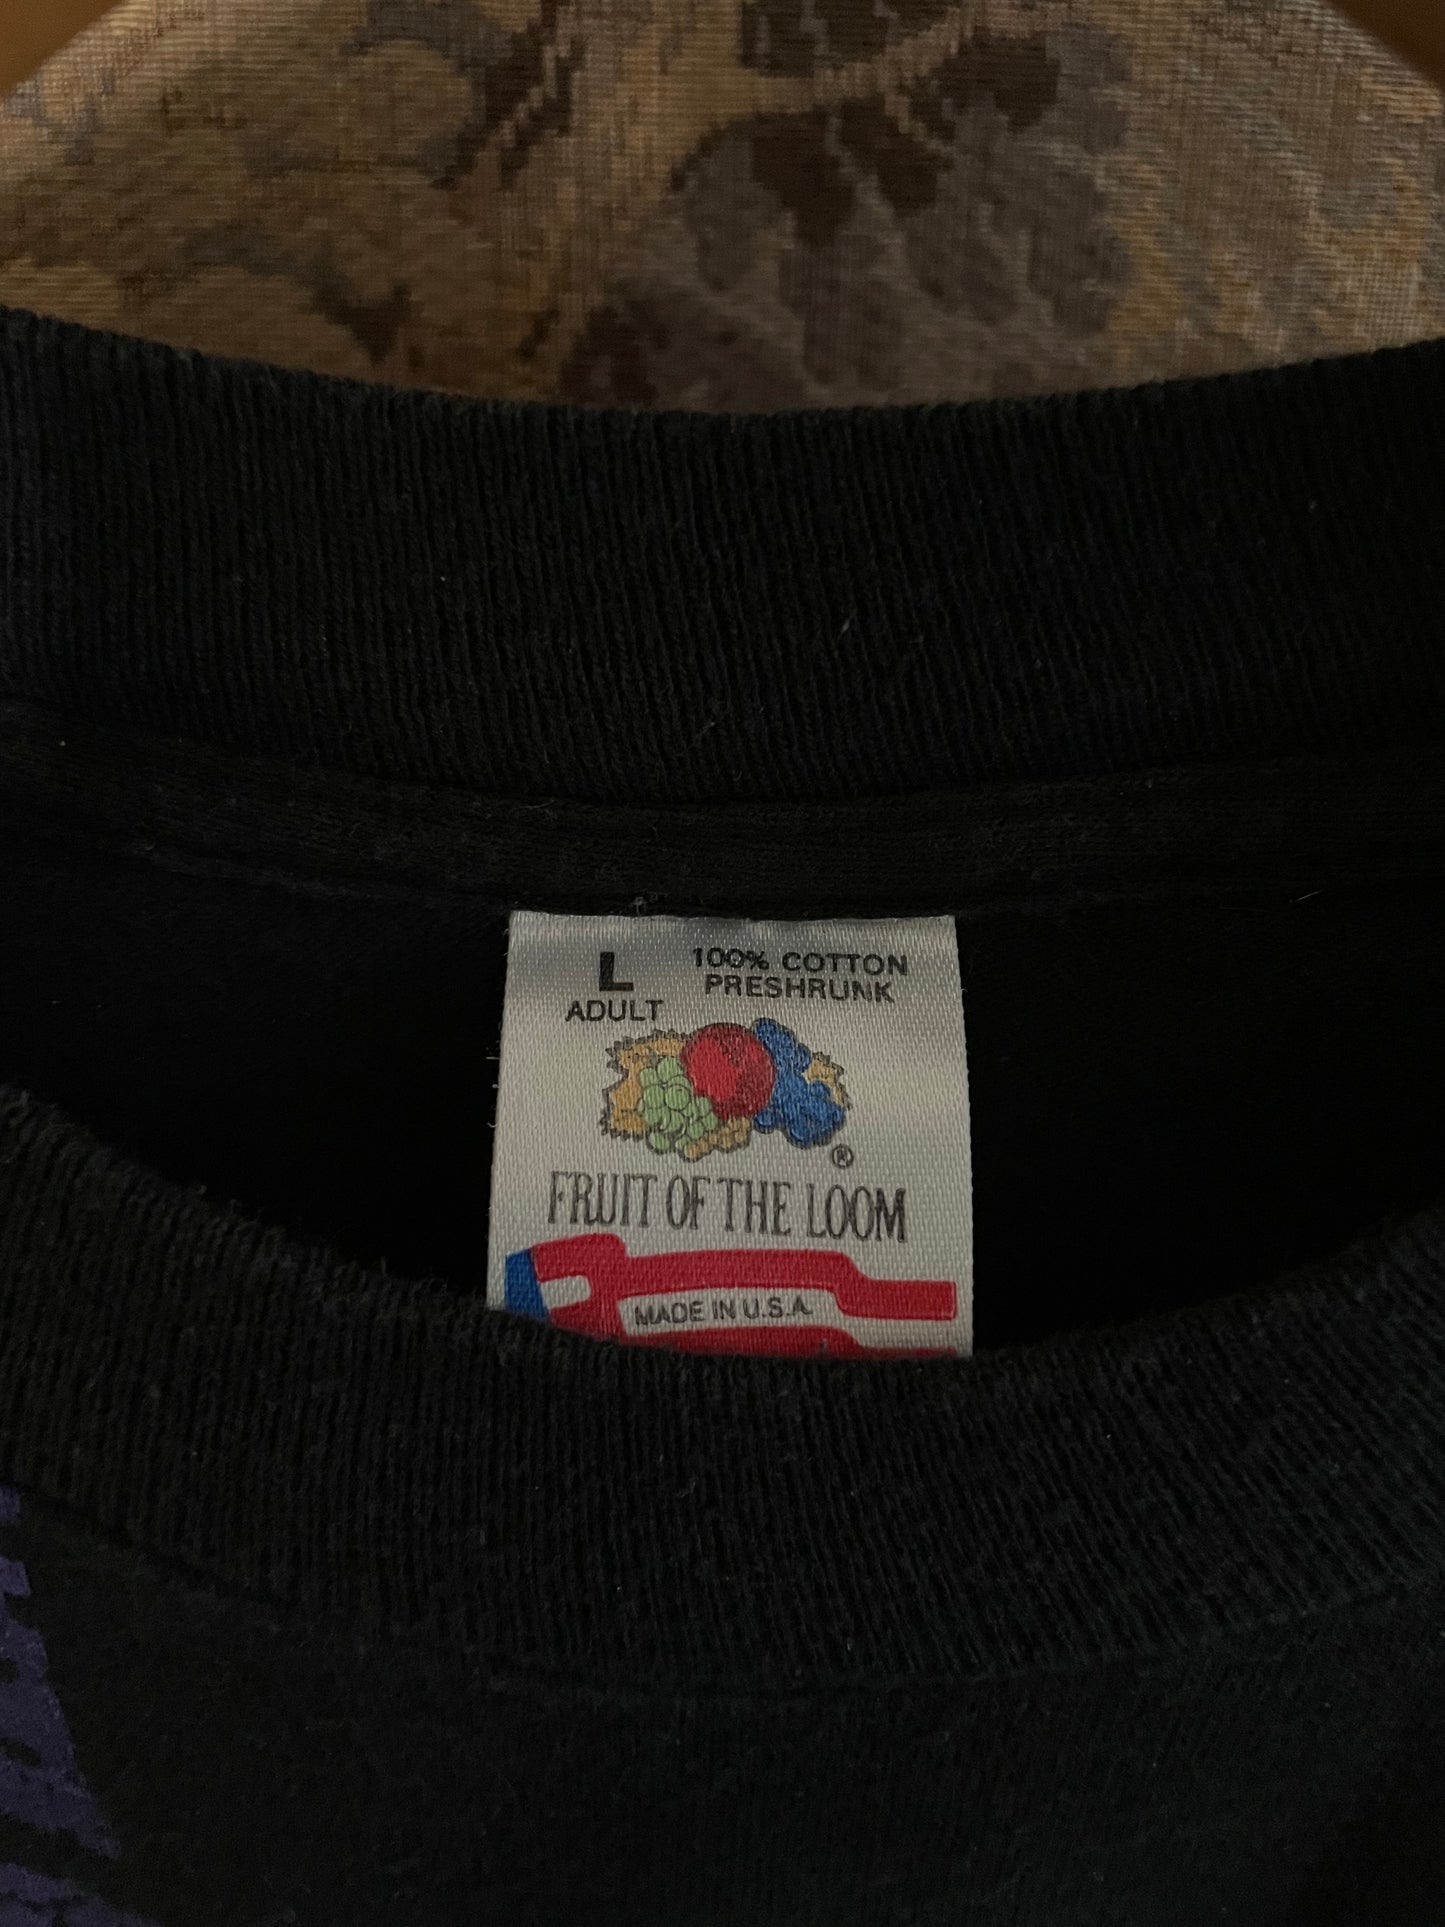 L 100% COTTON
ADULT PRESHRUNK
®
FRUIT OF THE LOOM
MADE IN U.S.A.